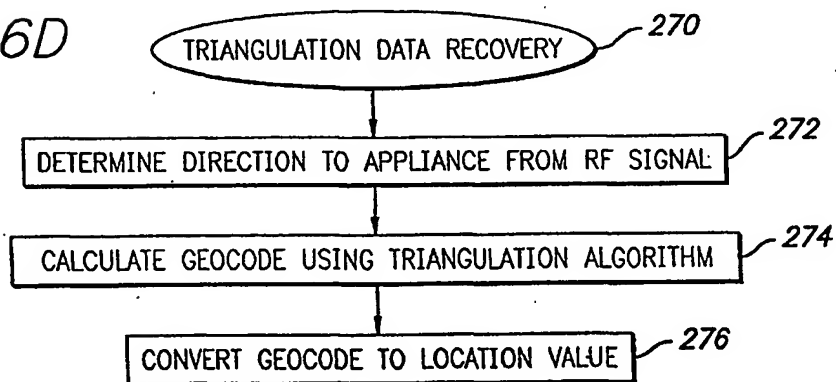 6D
TRIANGULATION DATA RECOVERY
270
DETERMINE DIRECTION TO APPLIANCE FROM RF SIGNAL
272
CALCULATE GEOCODE USING TRIANGULATION ALGORITHM
274
CONVERT GEOCODE TO LOCATION VALUE
276